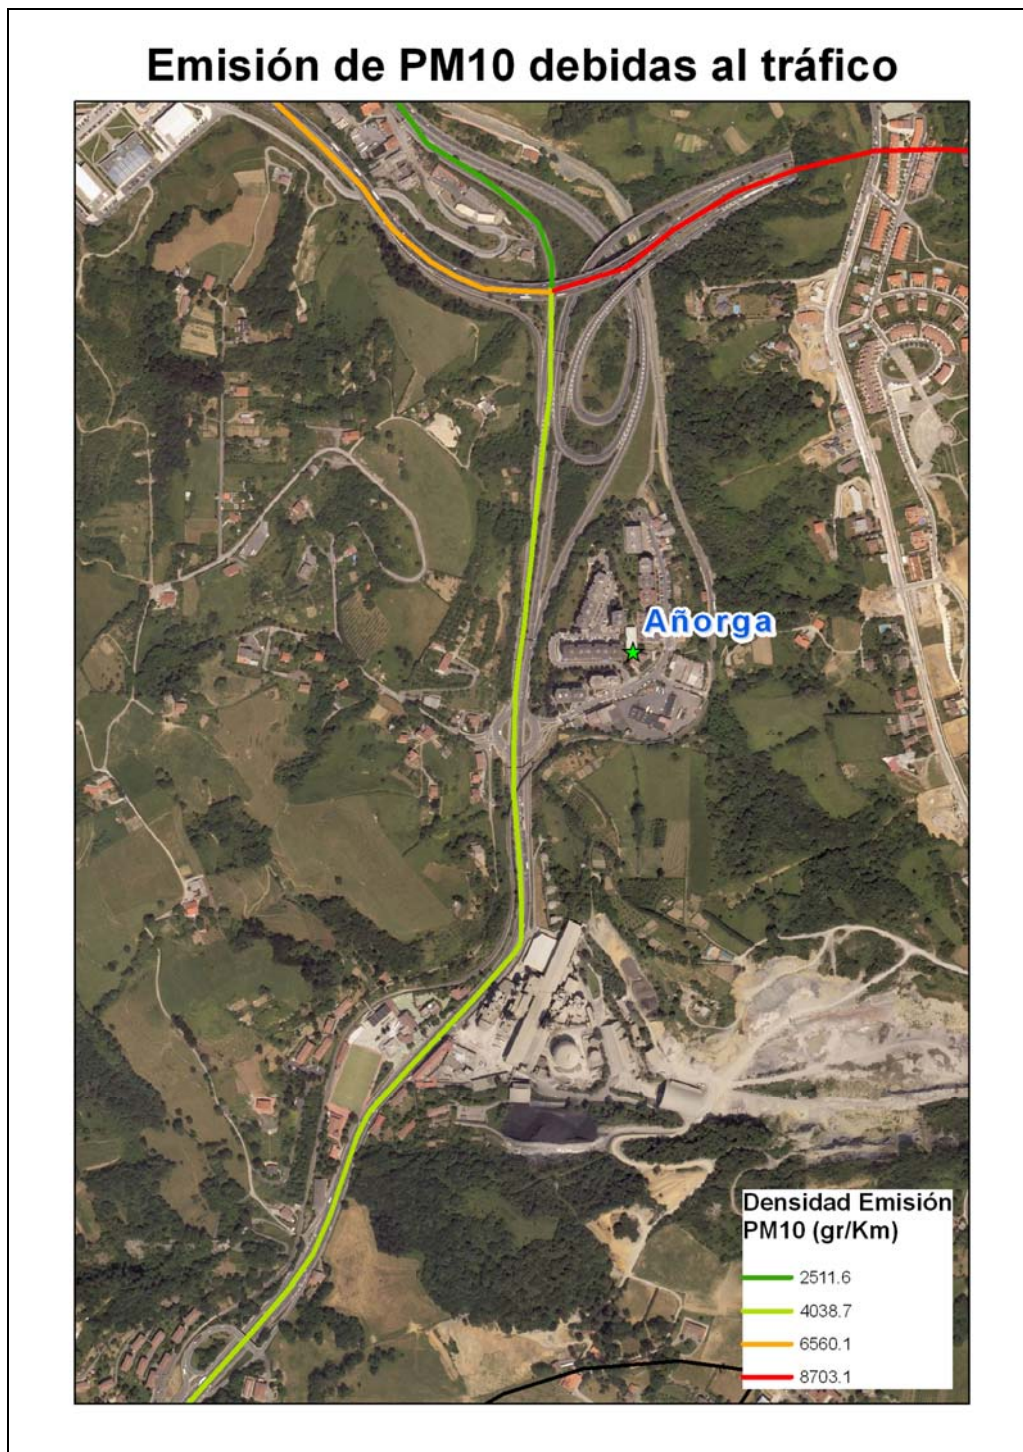 Emisión de PM10 debidas al tráfico
Añorga
Densidad Emisión
PM10 (gr/Km)
2511.6
4038.7
6560.1
8703.1